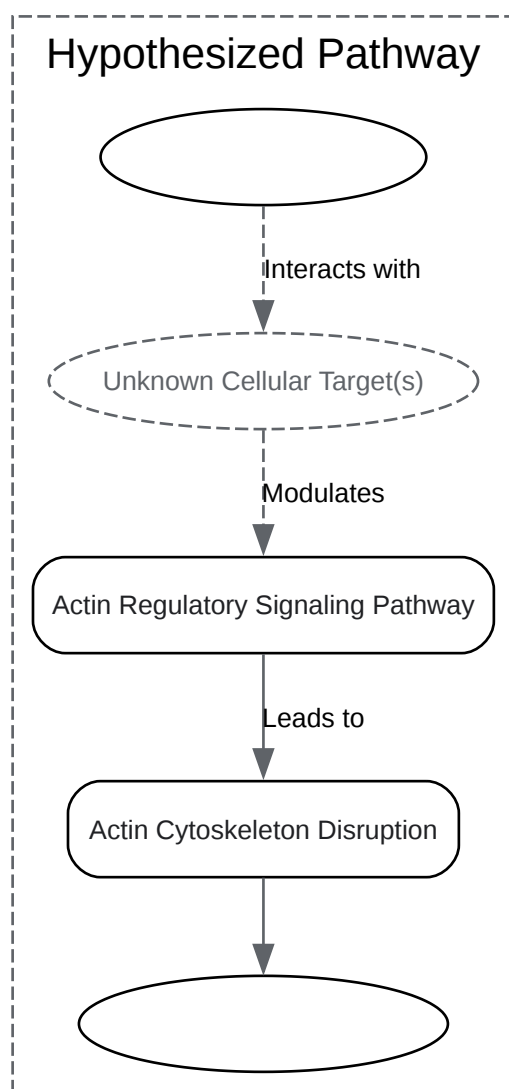 Hypothesized Pathway
Interacts with
Unknown Cellular Target(s)
Modulates
Actin Regulatory Signaling Pathway
Leads to
Actin Cytoskeleton Disruption